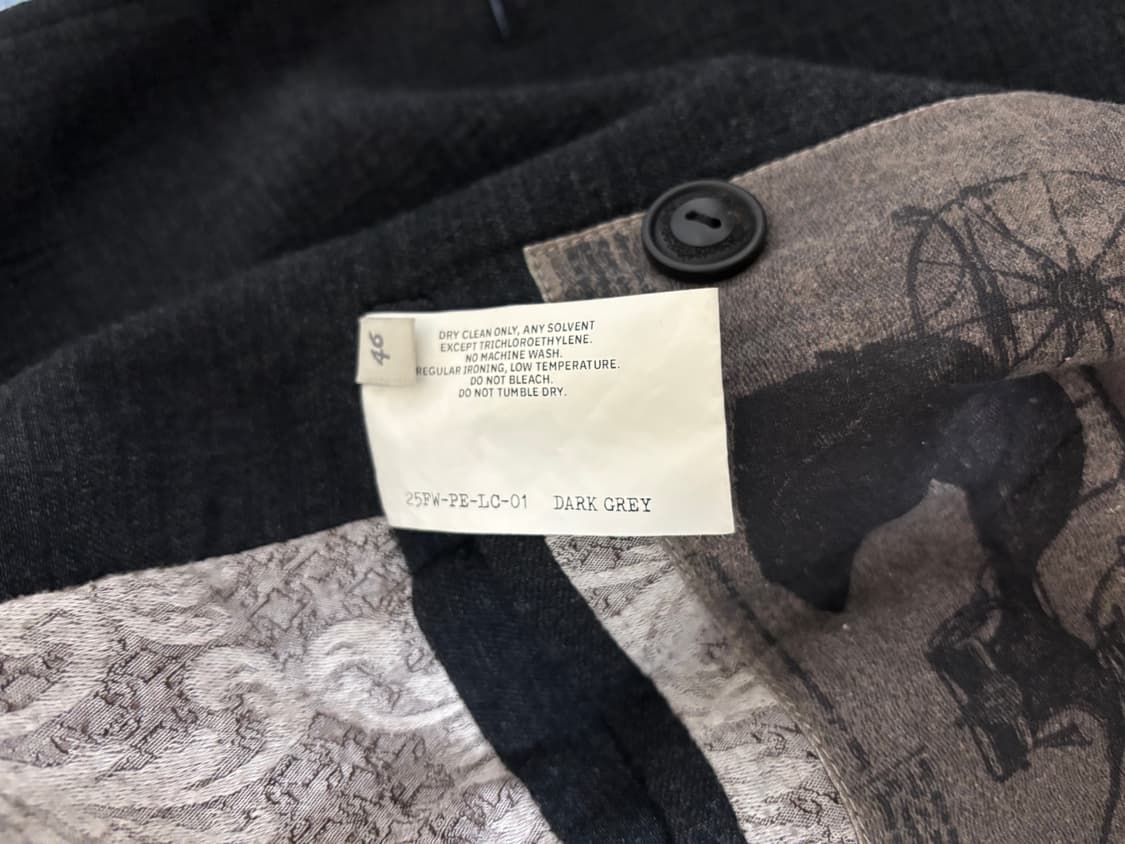 46
DRY CLEAN ONLY, ANY SOLVENT
EXCEPT TRICHLOROETHYLENE.
NO MACHINE WASH.
REGULAR IRONING, LOW TEMPERATURE.
DO NOT BLEACH.
DO NOT TUMBLE DRY.
25FW-PE-LC-01 DARK GREY